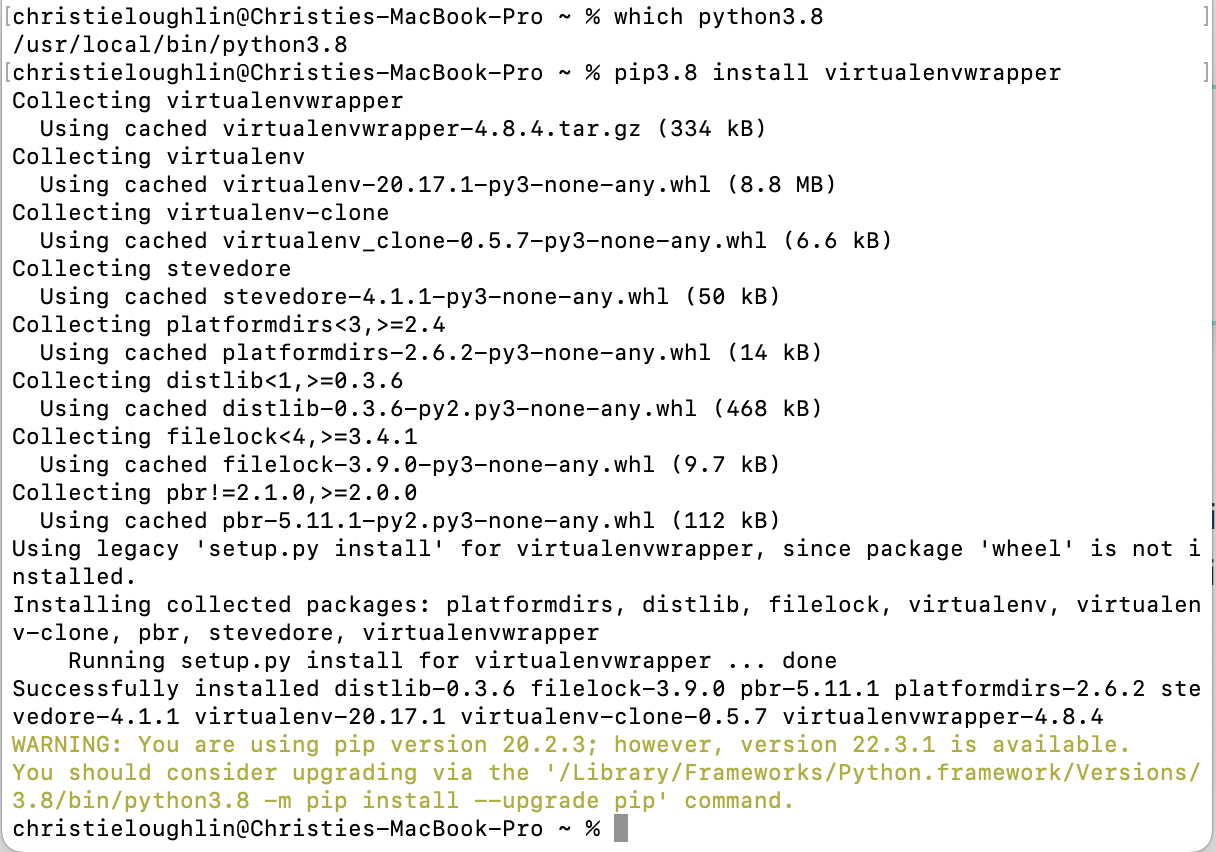 [christieloughlin@Christies-MacBook-Pro ~ % which python3.8 ]
/usr/local/bin/python3.8
[christieloughlin@Christies-MacBook-Pro ~ % pip3.8 install virtualenvwrapper ]
Collecting virtualenvwrapper
  Using cached virtualenvwrapper-4.8.4.tar.gz (334 kB)
Collecting virtualenv
  Using cached virtualenv-20.17.1-py3-none-any.whl (8.8 MB)
Collecting virtualenv-clone
  Using cached virtualenv_clone-0.5.7-py3-none-any.whl (6.6 kB)
Collecting stevedore
  Using cached stevedore-4.1.1-py3-none-any.whl (50 kB)
Collecting platformdirs<3,>=2.4
  Using cached platformdirs-2.6.2-py3-none-any.whl (14 kB)
Collecting distlib<1,>=0.3.6
  Using cached distlib-0.3.6-py2.py3-none-any.whl (468 kB)
Collecting filelock<4,>=3.4.1
  Using cached filelock-3.9.0-py3-none-any.whl (9.7 kB)
Collecting pbr!=2.1.0,>=2.0.0
  Using cached pbr-5.11.1-py2.py3-none-any.whl (112 kB)
Using legacy 'setup.py install' for virtualenvwrapper, since package 'wheel' is not i
nstalled.
Installing collected packages: platformdirs, distlib, filelock, virtualenv, virtualen
v-clone, pbr, stevedore, virtualenvwrapper
    Running setup.py install for virtualenvwrapper ... done
Successfully installed distlib-0.3.6 filelock-3.9.0 pbr-5.11.1 platformdirs-2.6.2 ste
vedore-4.1.1 virtualenv-20.17.1 virtualenv-clone-0.5.7 virtualenvwrapper-4.8.4
WARNING: You are using pip version 20.2.3; however, version 22.3.1 is available.
You should consider upgrading via the '/Library/Frameworks/Python.framework/Versions/
3.8/bin/python3.8 -m pip install --upgrade pip' command.
christieloughlin@Christies-MacBook-Pro ~ %